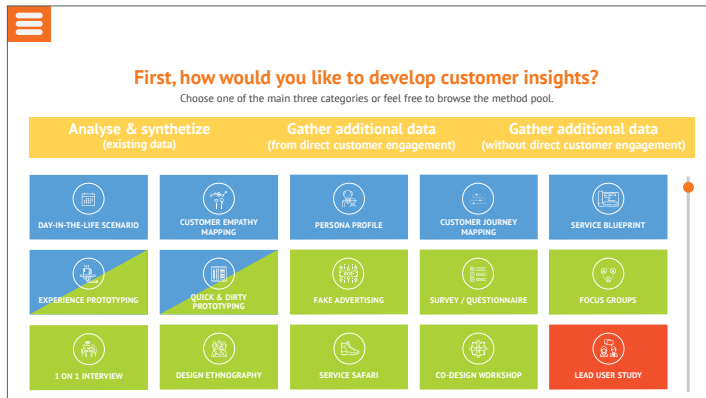 First, how would you like to develop customer insights?
Choose one of the main three categories or feel free to browse the method pool.
Analyse & synthetize
(existing data)
Gather additional data
(from direct customer engagement)
Gather additional data
(without direct customer engagement)
DAY-IN-THE-LIFE SCENARIO
CUSTOMER EMPATHY
MAPPING
PERSONA PROFILE
CUSTOMER JOURNEY
MAPPING
SERVICE BLUEPRINT
EXPERIENCE PROTOTYPING
QUICK & DIRTY
PROTOTYPING
FAKE ADVERTISING
SURVEY / QUESTIONNAIRE
FOCUS GROUPS
1 ON 1 INTERVIEW
DESIGN ETHNOGRAPHY
SERVICE SAFARI
CO-DESIGN WORKSHOP
LEAD USER STUDY